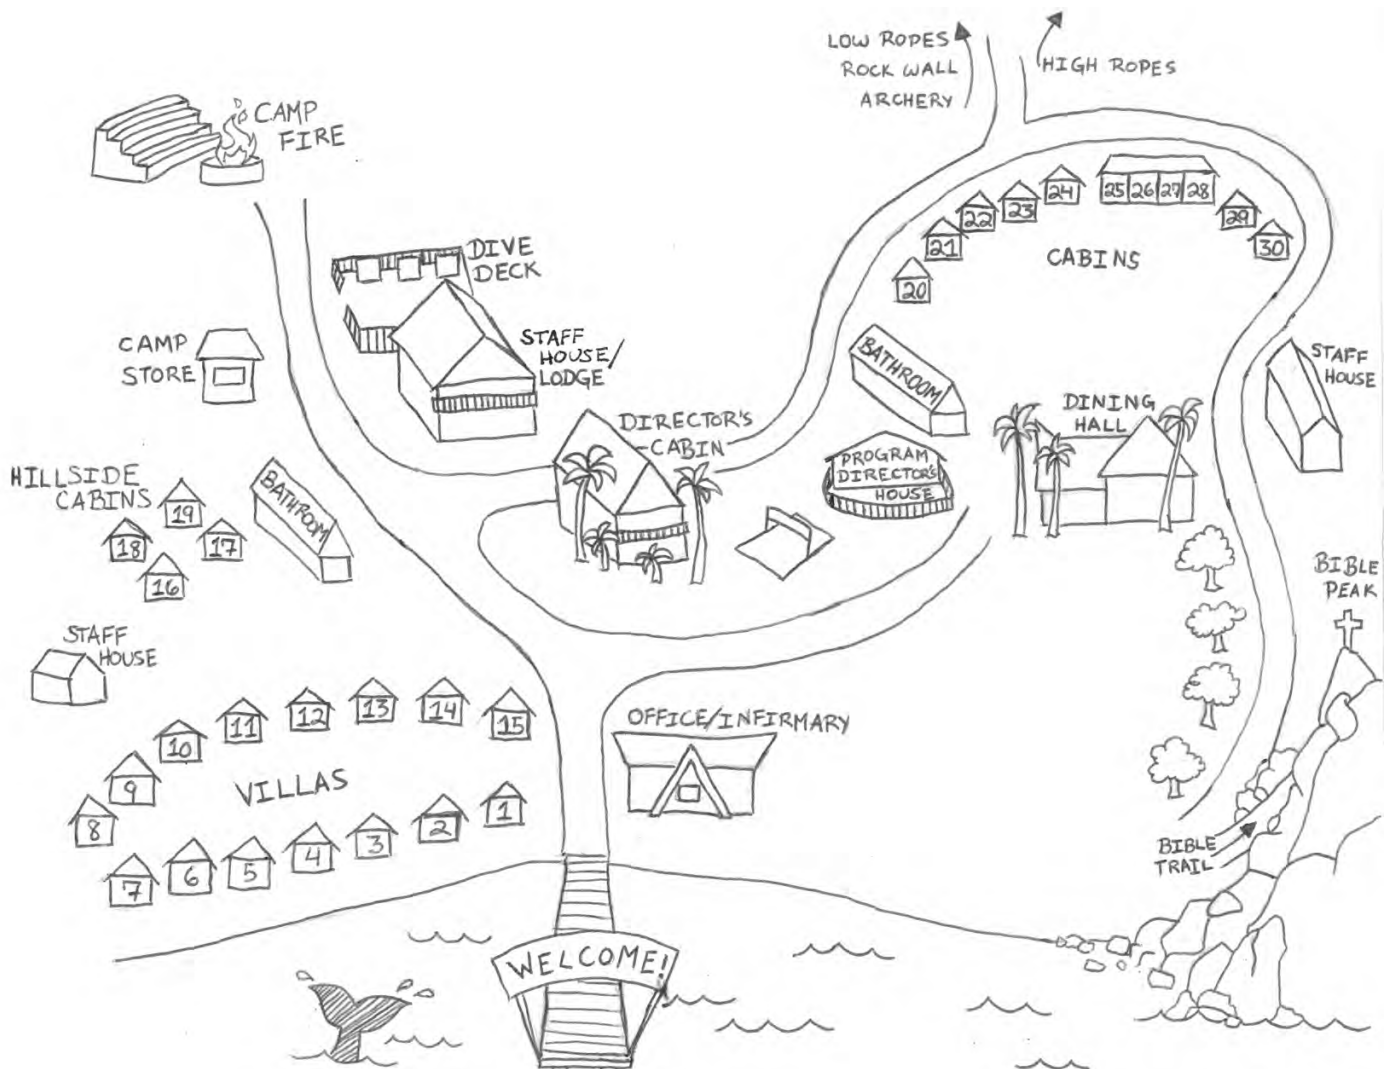 LOW ROPES
ROCK WALL
ARCHERY
HIGH ROPES
CAMP
FIRE
24
25 26 27 28
23
22
29
21
30
20
CABINS
DIVE
DECK
STAFF
HOUSE/
LODGE
CAMP
STORE
BATHROOM
STAFF
HOUSE
DINING
HALL
DIRECTOR'S
CABIN
PROGRAM
DIRECTOR'S
HOUSE
HILLSIDE
CABINS
19
18
17
16
BATHROOM
BIBLE
PEAK
STAFF
HOUSE
OFFICE/INFIRMARY
15
14
13
12
11
10
9
8
7
6
5
4
3
2
1
VILLAS
BIBLE
TRAIL
WELCOME!